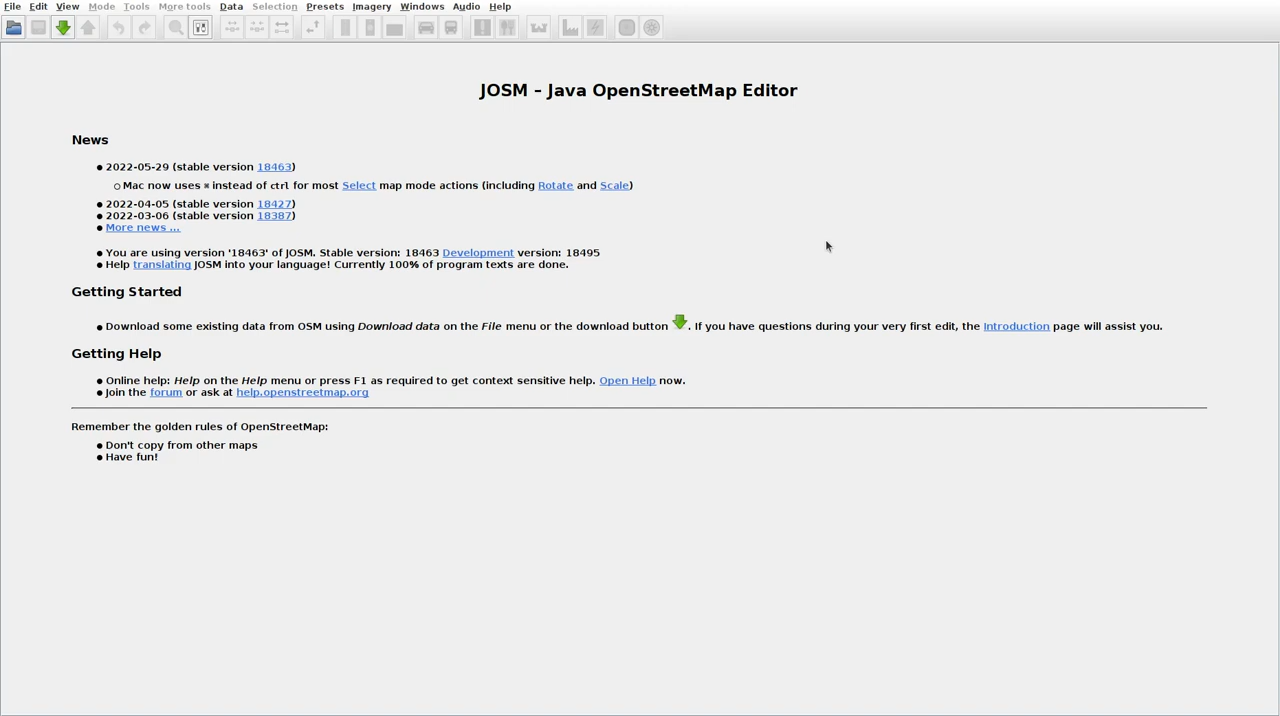 File Edit View Mode Tools More tools Data Selection Presets Imagery Windows Audio Help
JOSM – Java OpenStreetMap Editor
News
2022-05-29 (stable version 18463)
Mac now uses ⌘ instead of ctrl for most Select map mode actions (including Rotate and Scale)
2022-04-05 (stable version 18427)
2022-03-06 (stable version 18387)
More news ...
You are using version '18463' of JOSM. Stable version: 18463 Development version: 18495
Help translating JOSM into your language! Currently 100% of program texts are done.
Getting Started
Download some existing data from OSM using Download data on the File menu or the download button . If you have questions during your very first edit, the Introduction page will assist you.
Getting Help
Online help: Help on the Help menu or press F1 as required to get context sensitive help. Open Help now.
Join the forum or ask at help.openstreetmap.org
Remember the golden rules of OpenStreetMap:
Don't copy from other maps
Have fun!